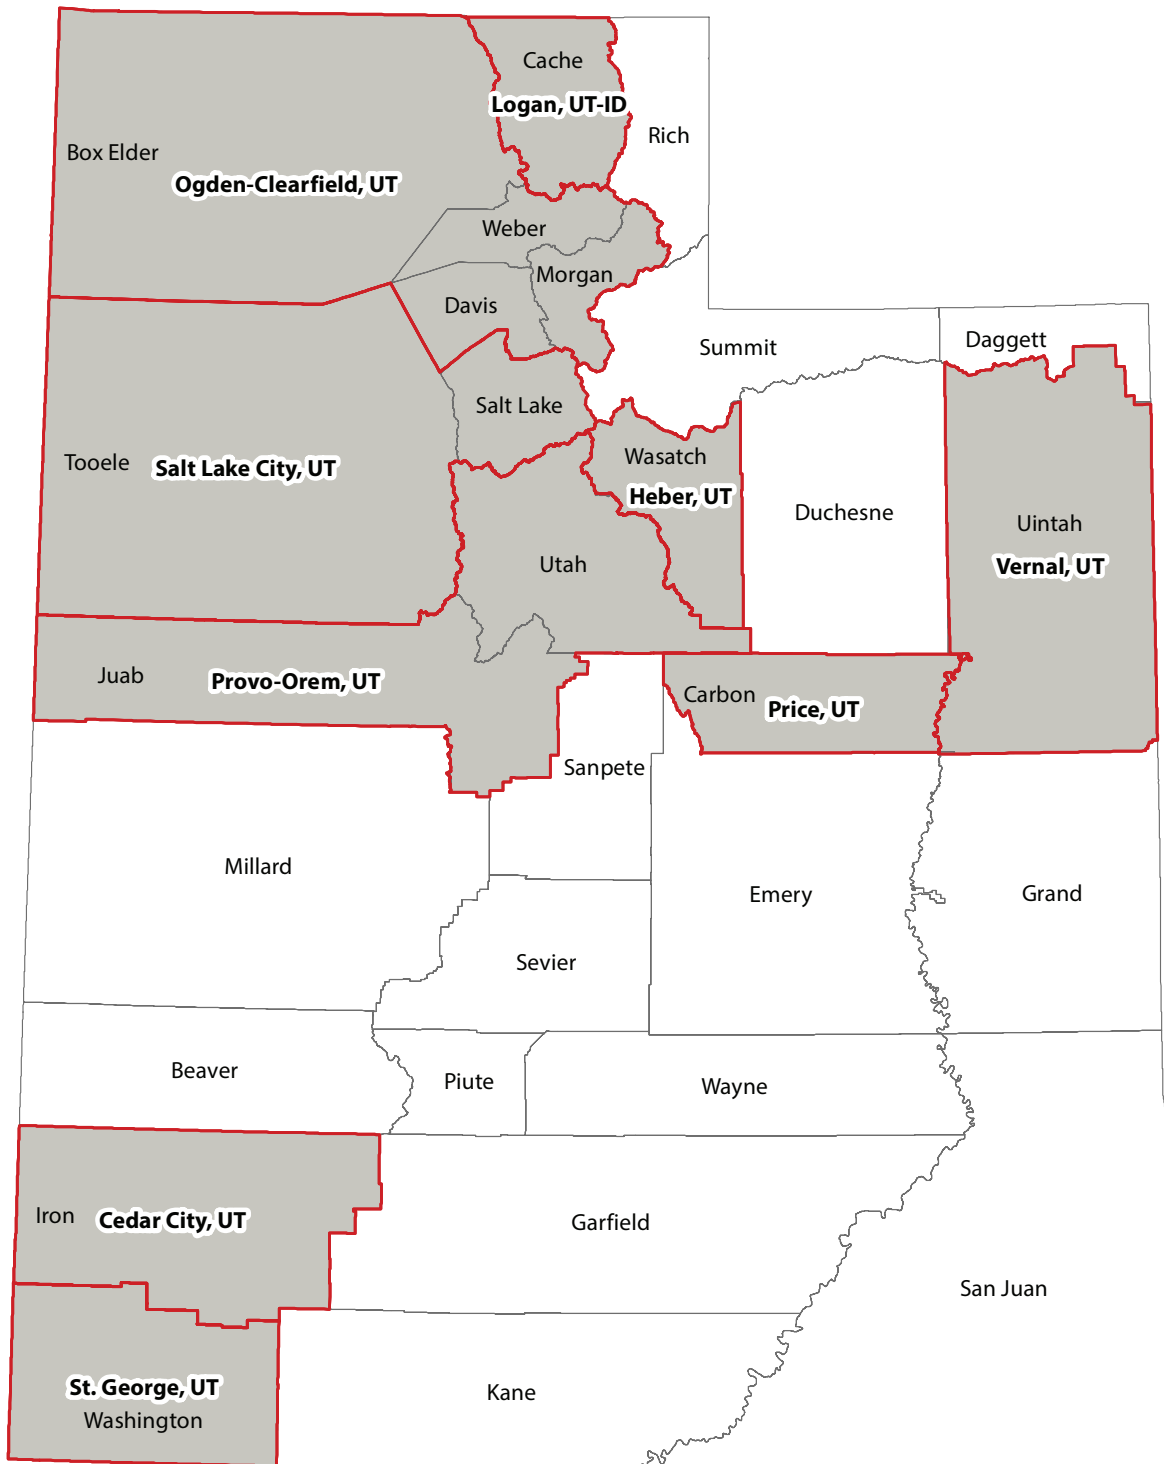 Cache
Logan, UT-ID
Rich
Box Elder
Ogden-Clearfield, UT
Weber
Morgan
Davis
Summit
Daggett
Salt Lake
Tooele
Salt Lake City, UT
Wasatch
Heber, UT
Duchesne
Uintah
Vernal, UT
Utah
Juab
Provo-Orem, UT
Carbon
Price, UT
Sanpete
Millard
Emery
Grand
Sevier
Beaver
Piute
Wayne
Iron
Cedar City, UT
Garfield
San Juan
St. George, UT
Washington
Kane